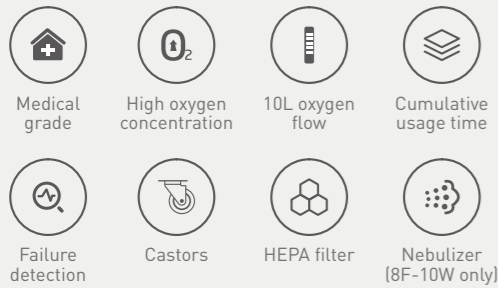 O2
Medical
grade
High oxygen
concentration
10L oxygen
flow
Cumulative
usage time
Failure
detection
Castors
HEPA filter
Nebulizer
(8F-10W only)